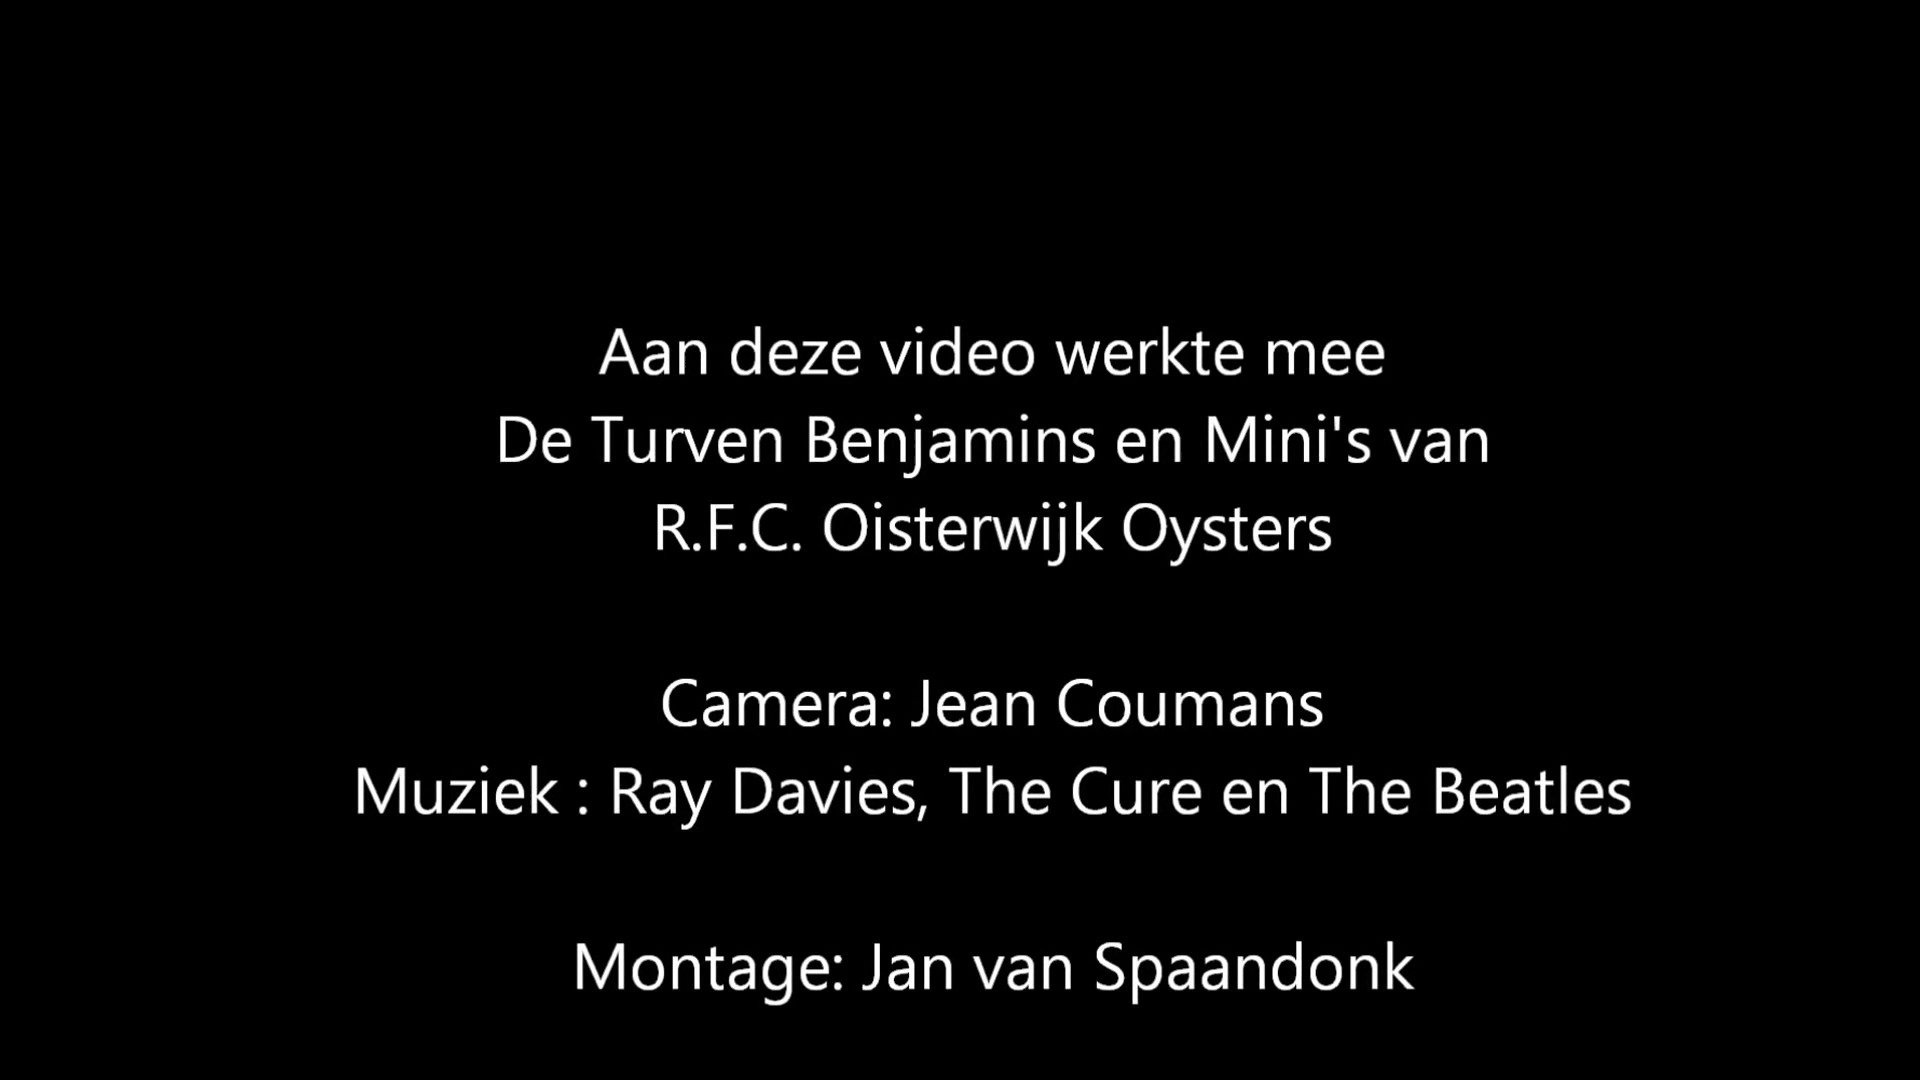 Aan deze video werkte mee
De Turven Benjamins en Mini's van
R.F.C. Oisterwijk Oysters
Camera: Jean Coumans
Muziek : Ray Davies, The Cure en The Beatles
Montage: Jan van Spaandonk